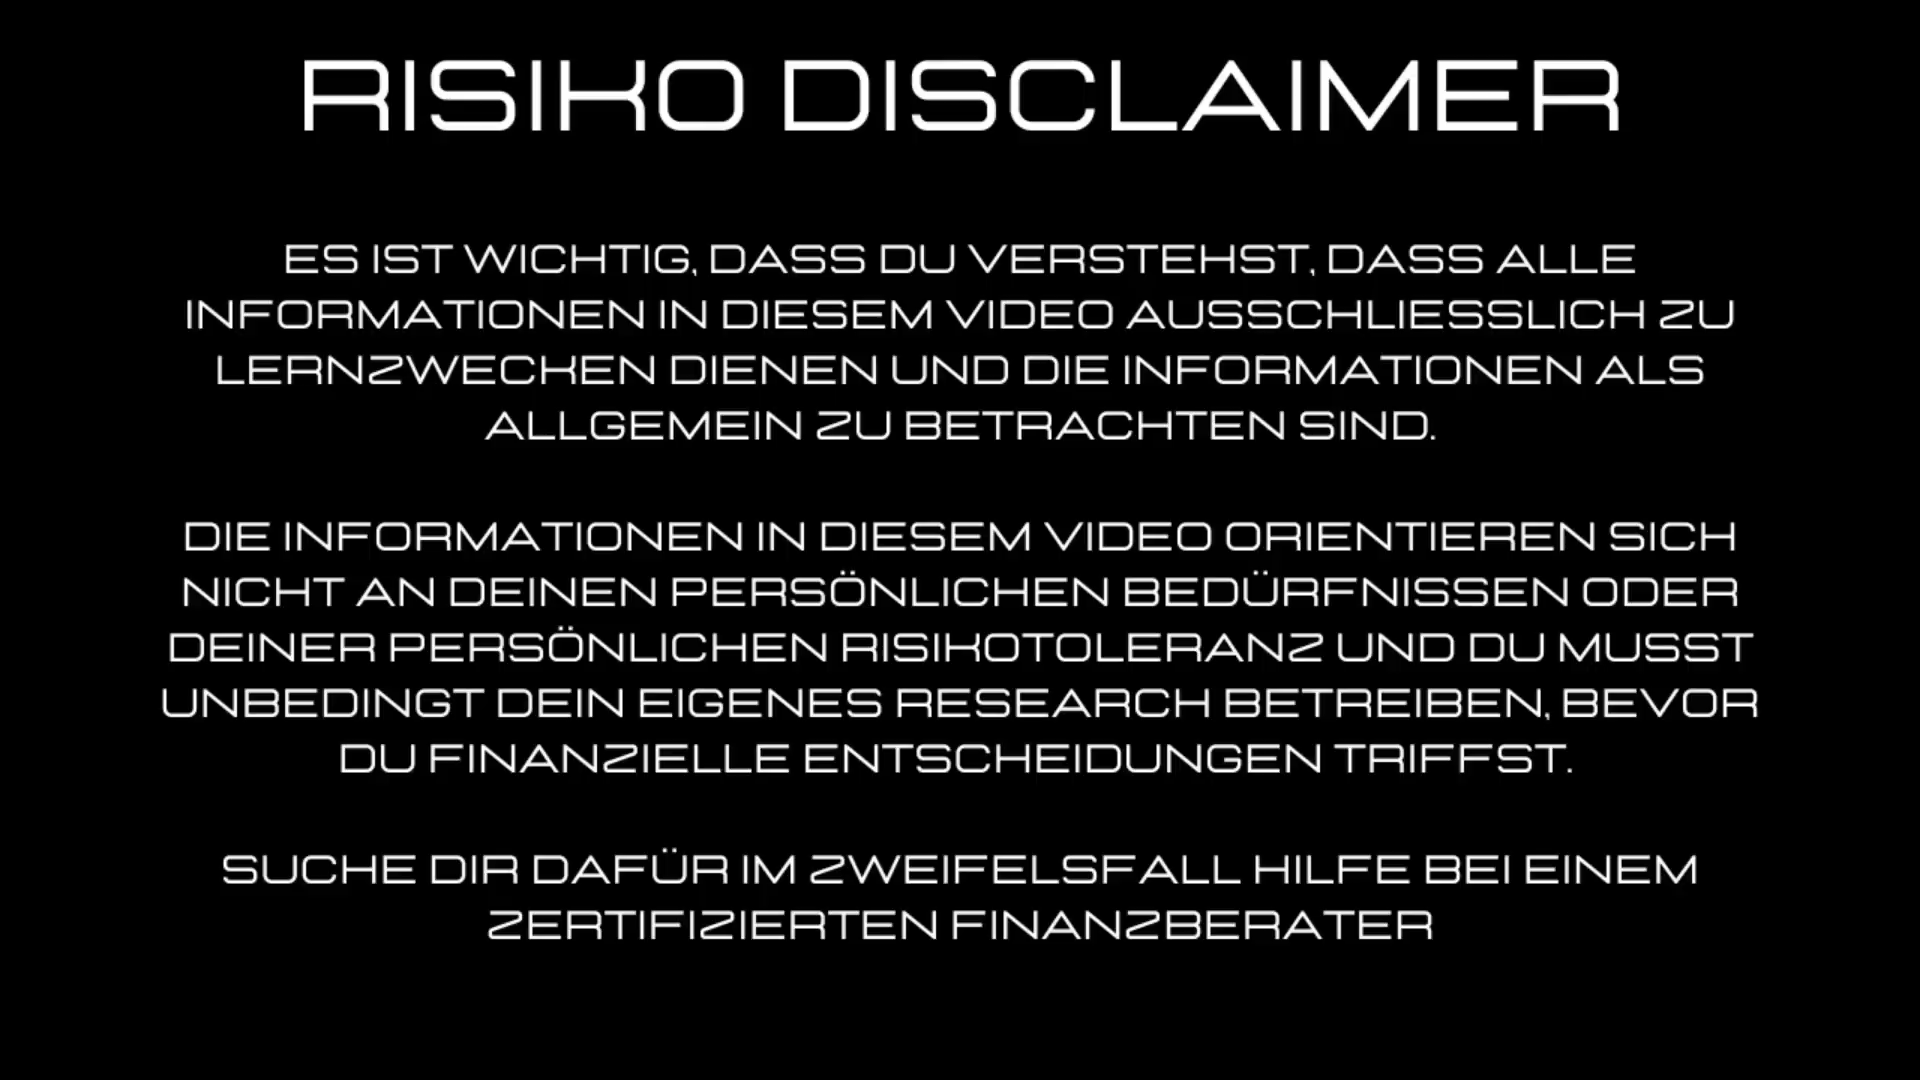 RISIKO DISCLAIMER
ES IST WICHTIG, DASS DU VERSTEHST, DASS ALLE
INFORMATIONEN IN DIESEM VIDEO AUSSCHLIESSLICH ZU
LERNZWECKEN DIENEN UND DIE INFORMATIONEN ALS
ALLGEMEIN ZU BETRACHTEN SIND.
DIE INFORMATIONEN IN DIESEM VIDEO ORIENTIEREN SICH
NICHT AN DEINEN PERSÖNLICHEN BEDÜRFNISSEN ODER
DEINER PERSÖNLICHEN RISIKOTOLERANZ UND DU MUSST
UNBEDINGT DEIN EIGENES RESEARCH BETREIBEN, BEVOR
DU FINANZIELLE ENTSCHEIDUNGEN TRIFFST.
SUCHE DIR DAFÜR IM ZWEIFELSFALL HILFE BEI EINEM
ZERTIFIZIERTEN FINANZBERATER